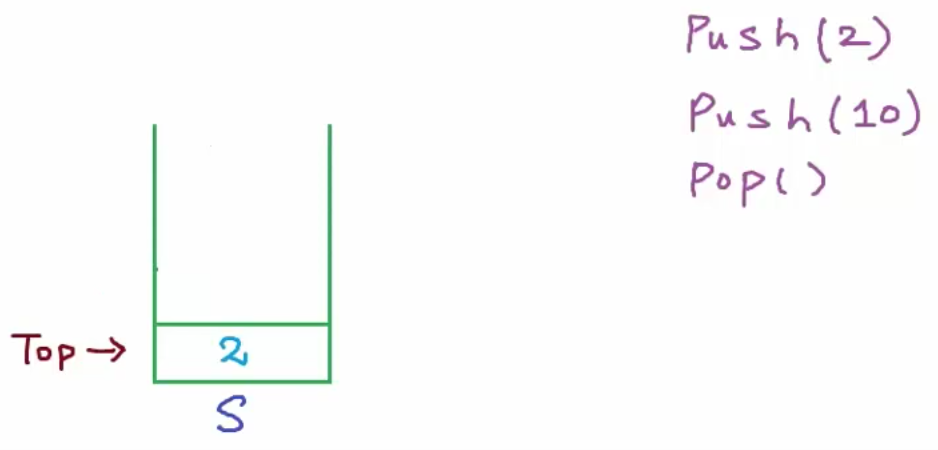 Push(2)
Push(10)
Pop()
Top→
2
S